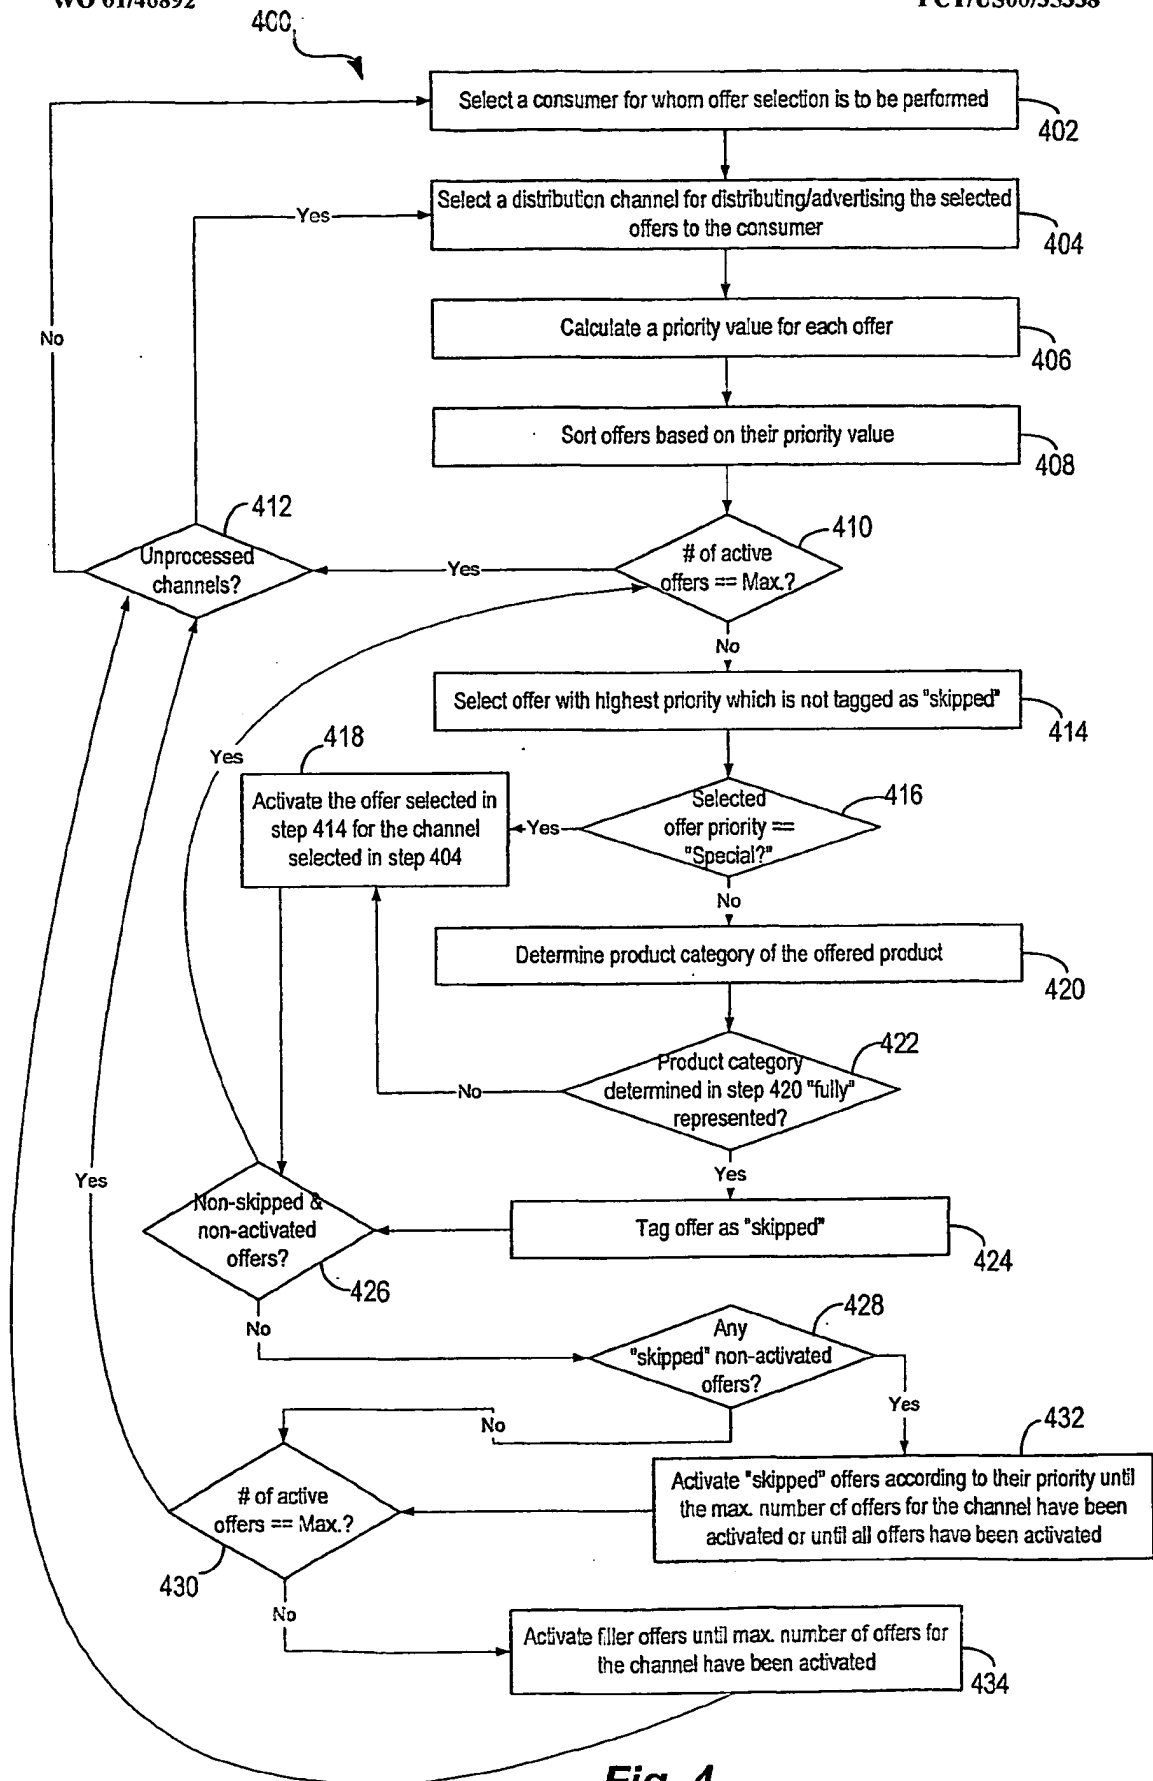 400
Select a consumer for whom offer selection is to be performed
402
Select a distribution channel for distributing/advertising the selected
offers to the consumer
404
Yes
Calculate a priority value for each offer
406
No
Sort offers based on their priority value
408
412
Unprocessed
channels?
410
# of active
offers == Max.?
Yes
No
Select offer with highest priority which is not tagged as "skipped"
414
Yes
418
Activate the offer selected in
step 414 for the channel
selected in step 404
416
Selected
offer priority ==
"Special?"
Yes
No
Determine product category of the offered product
420
422
Product category
determined in step 420 "fully"
represented?
No
Yes
Yes
Non-skipped &
non-activated
offers?
426
Tag offer as "skipped"
424
No
428
Any
"skipped" non-activated
offers?
Yes
No
432
Activate "skipped" offers according to their priority until
the max. number of offers for the channel have been
activated or until all offers have been activated
# of active
offers == Max.?
430
No
Activate filler offers until max. number of offers for
the channel have been activated
434
Fig. 4